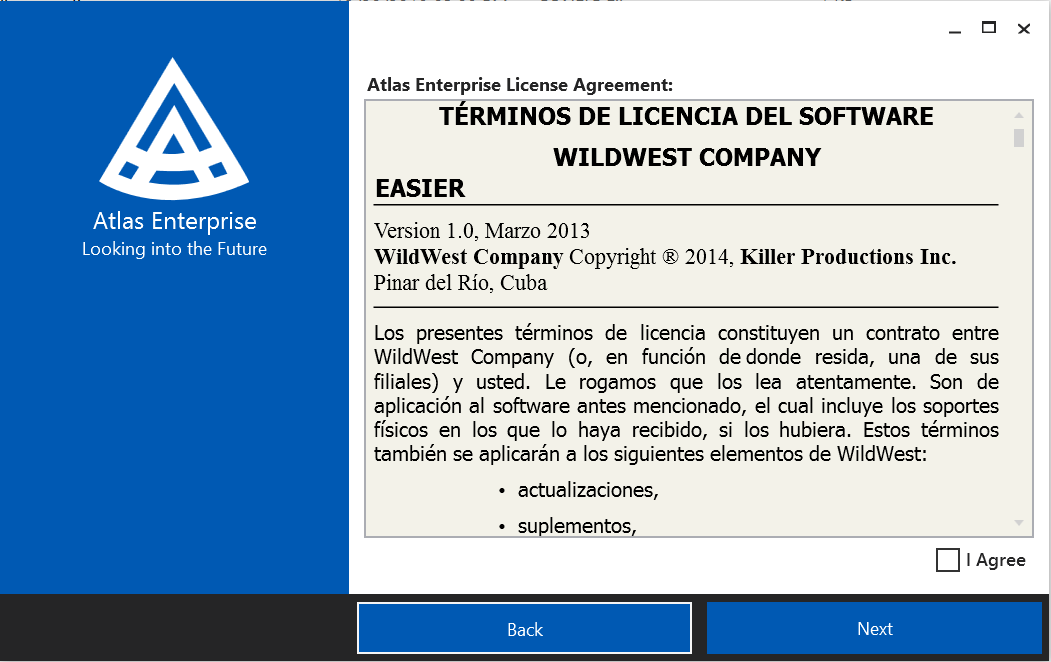 Atlas Enterprise
Looking into the Future
Atlas Enterprise License Agreement:
TÉRMINOS DE LICENCIA DEL SOFTWARE
WILDWEST COMPANY
EASIER
Version 1.0, Marzo 2013
WildWest Company Copyright ® 2014, Killer Productions Inc.
Pinar del Río, Cuba
Los presentes términos de licencia constituyen un contrato entre
WildWest Company (o, en función de donde resida, una de sus
filiales) y usted. Le rogamos que los lea atentamente. Son de
aplicación al software antes mencionado, el cual incluye los soportes
físicos en los que lo haya recibido, si los hubiera. Estos términos
también se aplicarán a los siguientes elementos de WildWest:
• actualizaciones,
• suplementos,
I Agree
Back
Next